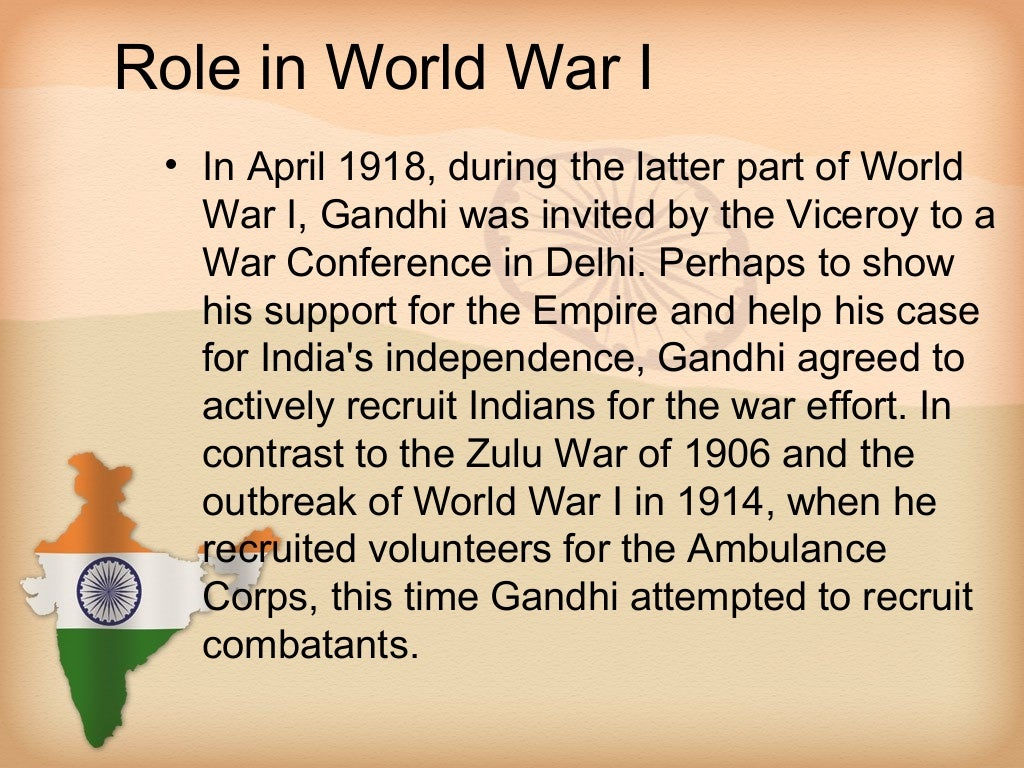 Role in World War I
• In April 1918, during the latter part of World
War I, Gandhi was invited by the Viceroy to a
War Conference in Delhi. Perhaps to show
his support for the Empire and help his case
for India's independence, Gandhi agreed to
actively recruit Indians for the war effort. In
contrast to the Zulu War of 1906 and the
outbreak of World War I in 1914, when he
recruited volunteers for the Ambulance
Corps, this time Gandhi attempted to recruit
combatants.